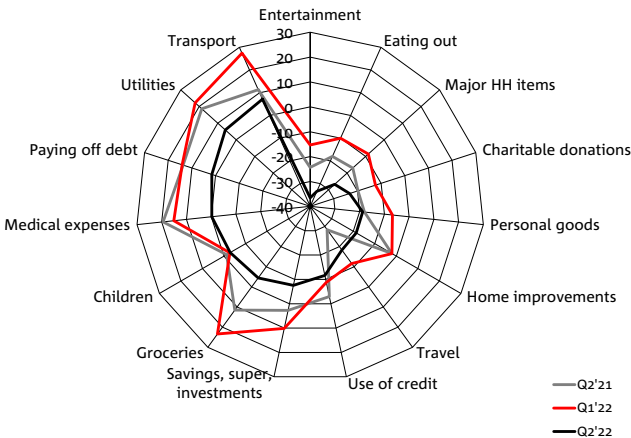 Entertainment
30
Transport
Eating out
20
Utilities
10
Major HH items
0
Paying off debt
-10
Charitable donations
-20
-30
-40
Medical expenses
Personal goods
Children
Home improvements
Groceries
Travel
Savings, super,
investments
Use of credit
Q2'21
Q1'22
Q2'22